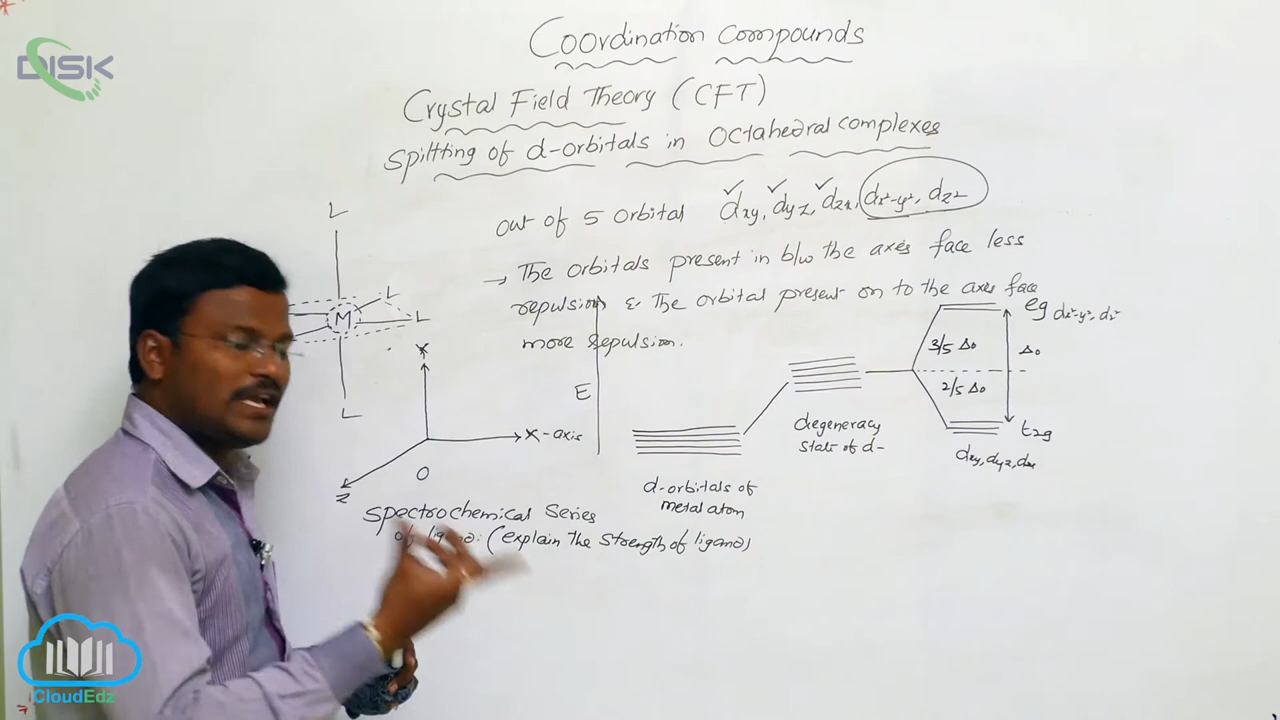 DISK
Coordination Compounds
Crystal Field Theory (CFT)
Spiltting of d-orbitals in Octahedral complexes
out of 5 orbital dxy, dyz, dzx, dx²-y², dz²
→ The orbitals present in b/w the axes face less
repulsion & the orbital present on to the axes face
more repulsion.
L
L
M
L
L
X-axis
Z
O
E
d-orbitals of
metal atom
degeneracy
state of d-
eg dx²-y², dz²
3/5 Δo
Δo
2/5 Δo
t2g
dxy, dyz, dzx
Spectrochemical Series
of ligand: (explain the strength of ligand)
iCloudEdz